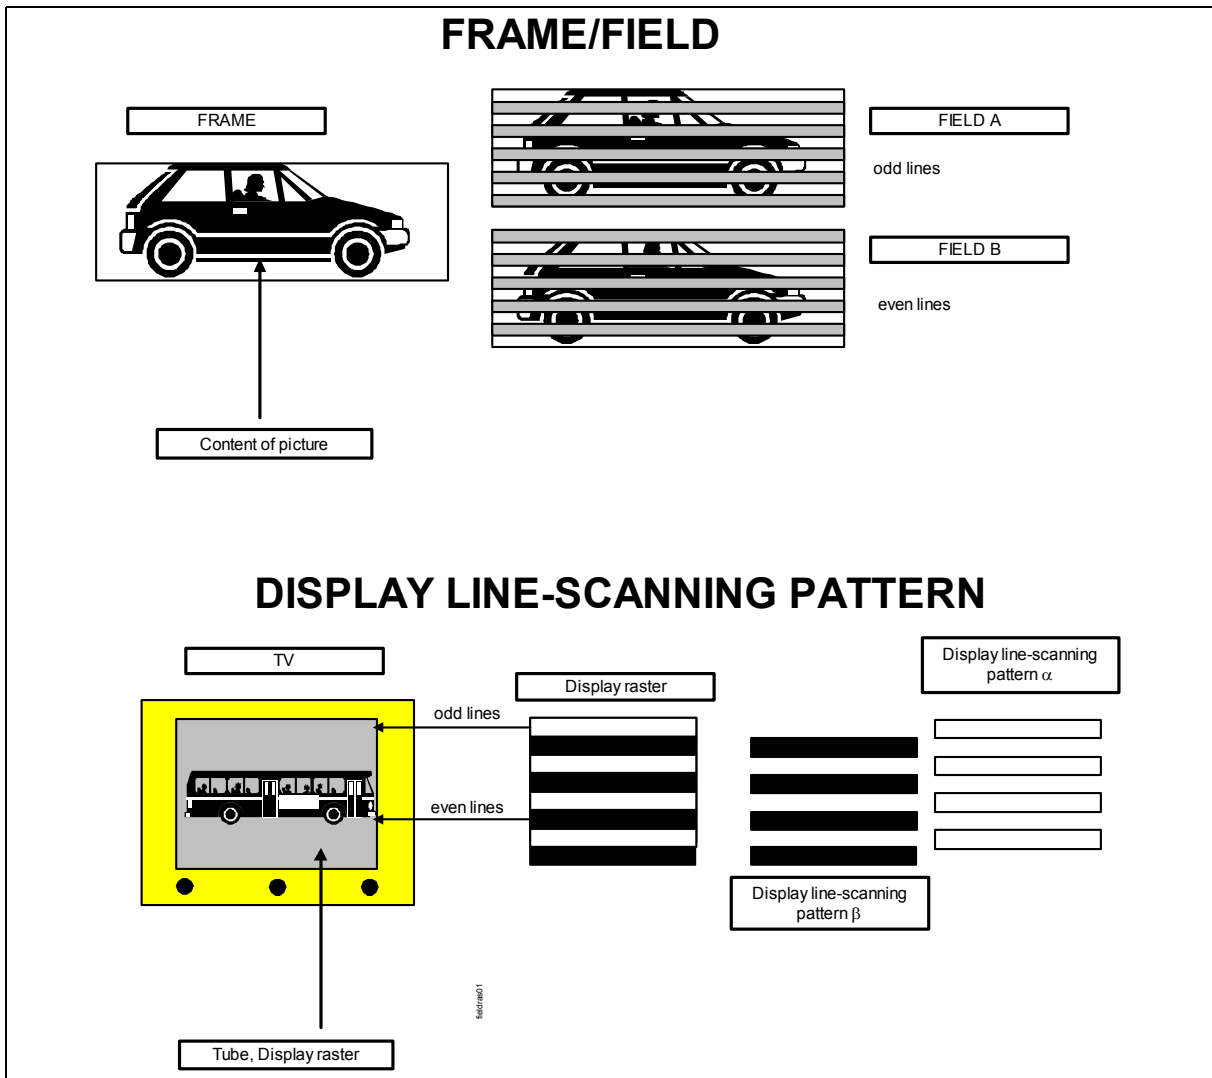 FRAME/FIELD
FRAME
FIELD A
odd lines
FIELD B
even lines
Content of picture
DISPLAY LINE-SCANNING PATTERN
TV
Display raster
Display line-scanning
pattern α
odd lines
even lines
Display line-scanning
pattern β
fieldras01
Tube, Display raster